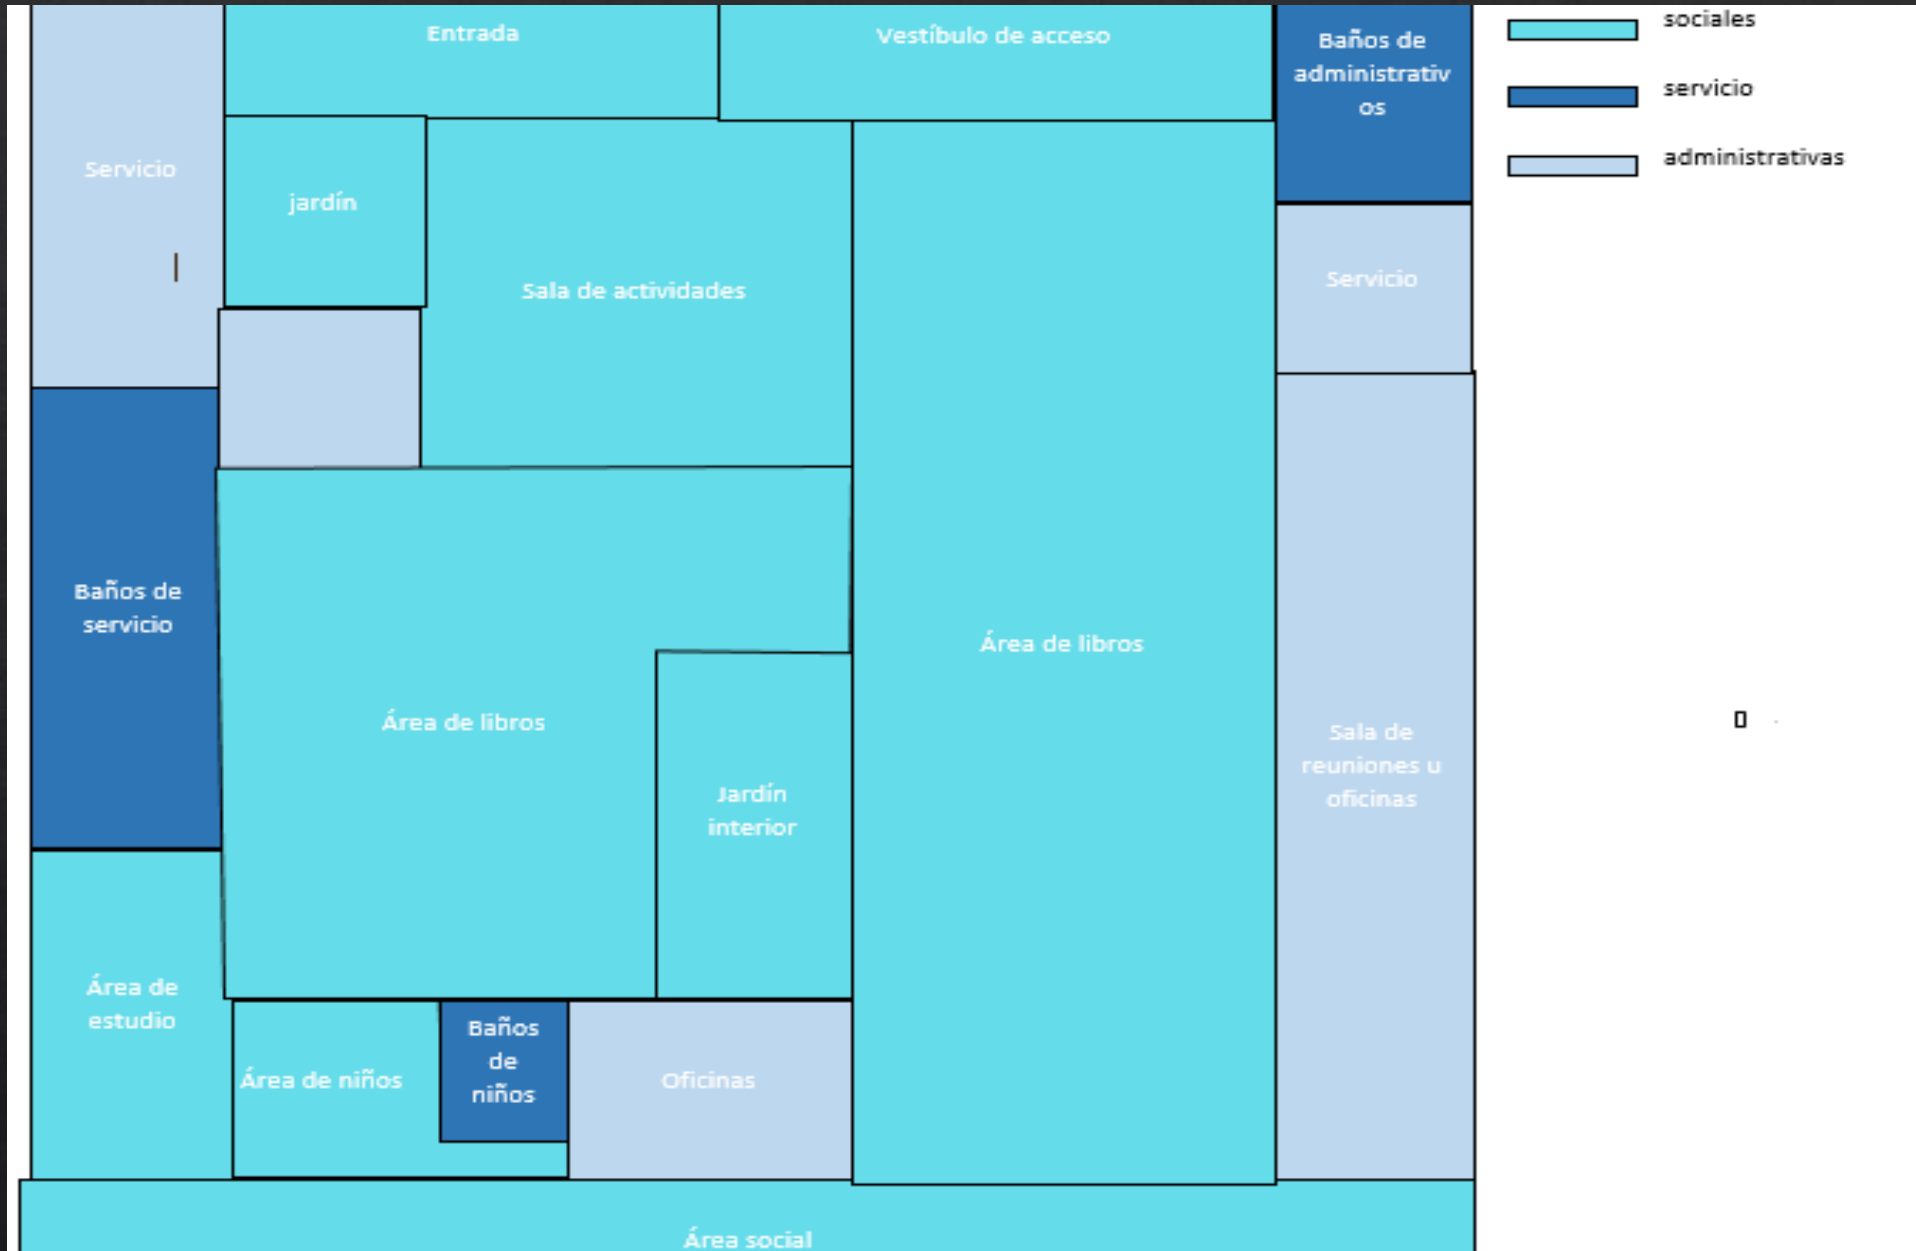 Entrada
Vestíbulo de acceso
Baños de
administrativ
os
sociales
servicio
administrativas
Servicio
jardín
Sala de actividades
Servicio
Baños de
servicio
Área de libros
Área de libros
Jardín
interior
Sala de
reuniones u
oficinas
Área de
estudio
Área de niños
Baños
de
niños
Oficinas
Área social